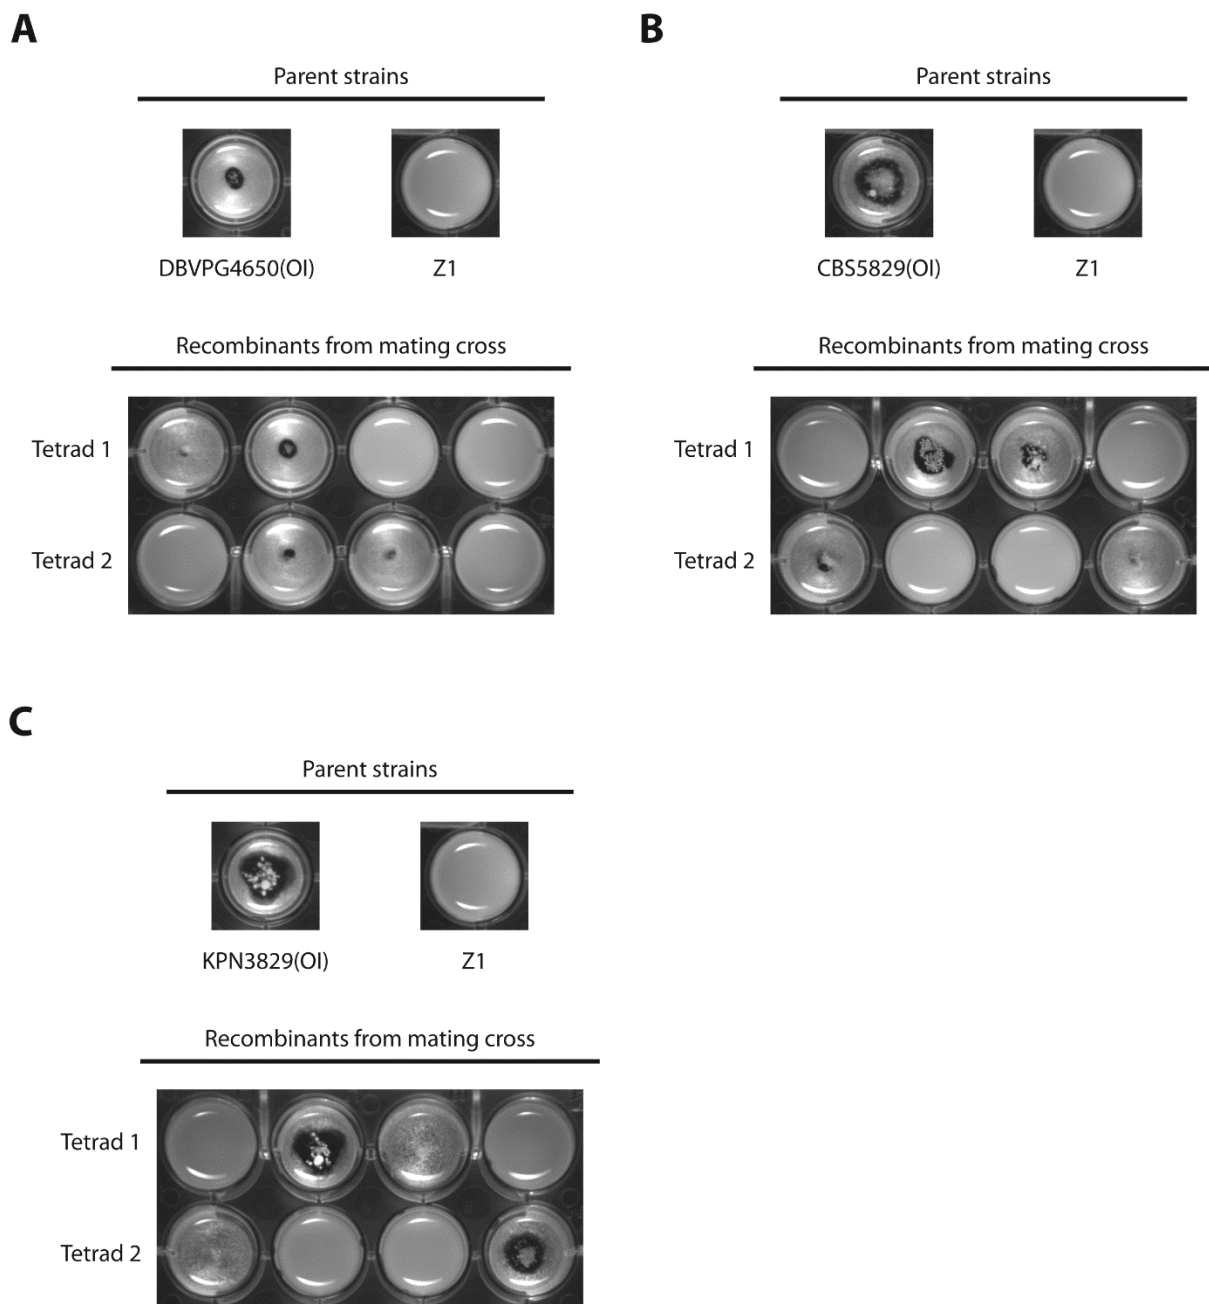 A
Parent strains
DBVPG4650(OI)
Z1
Recombinants from mating cross
Tetrad 1
Tetrad 2
B
Parent strains
CBS5829(OI)
Z1
Recombinants from mating cross
Tetrad 1
Tetrad 2
C
Parent strains
KPN3829(OI)
Z1
Recombinants from mating cross
Tetrad 1
Tetrad 2